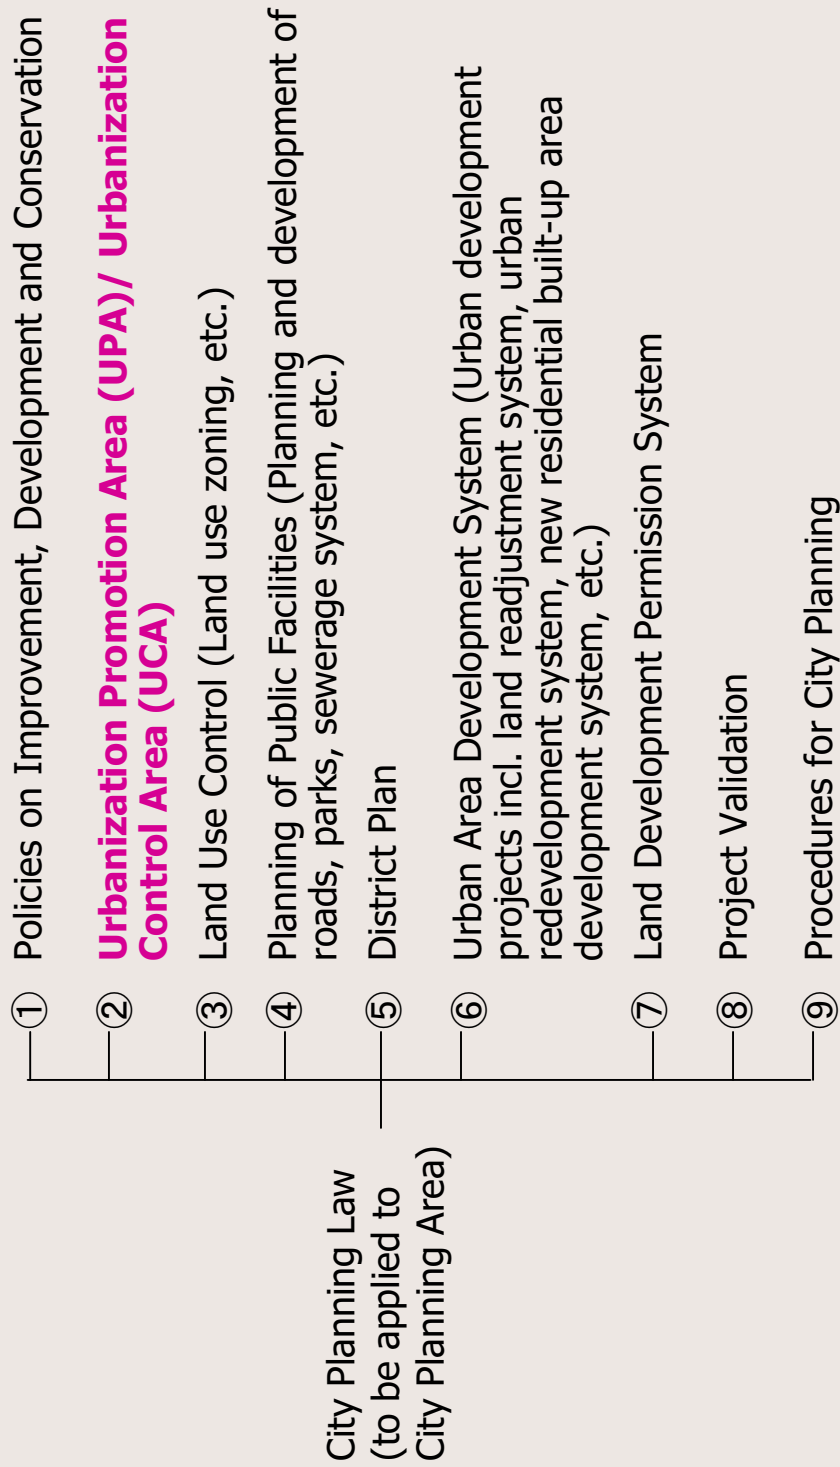 City Planning Law
(to be applied to
City Planning Area)
① Policies on Improvement, Development and Conservation
② Urbanization Promotion Area (UPA)/ Urbanization
Control Area (UCA)
③ Land Use Control (Land use zoning, etc.)
④ Planning of Public Facilities (Planning and development of
roads, parks, sewerage system, etc.)
⑤ District Plan
⑥ Urban Area Development System (Urban development
projects incl. land readjustment system, urban
redevelopment system, new residential built-up area
development system, etc.)
⑦ Land Development Permission System
⑧ Project Validation
⑨ Procedures for City Planning